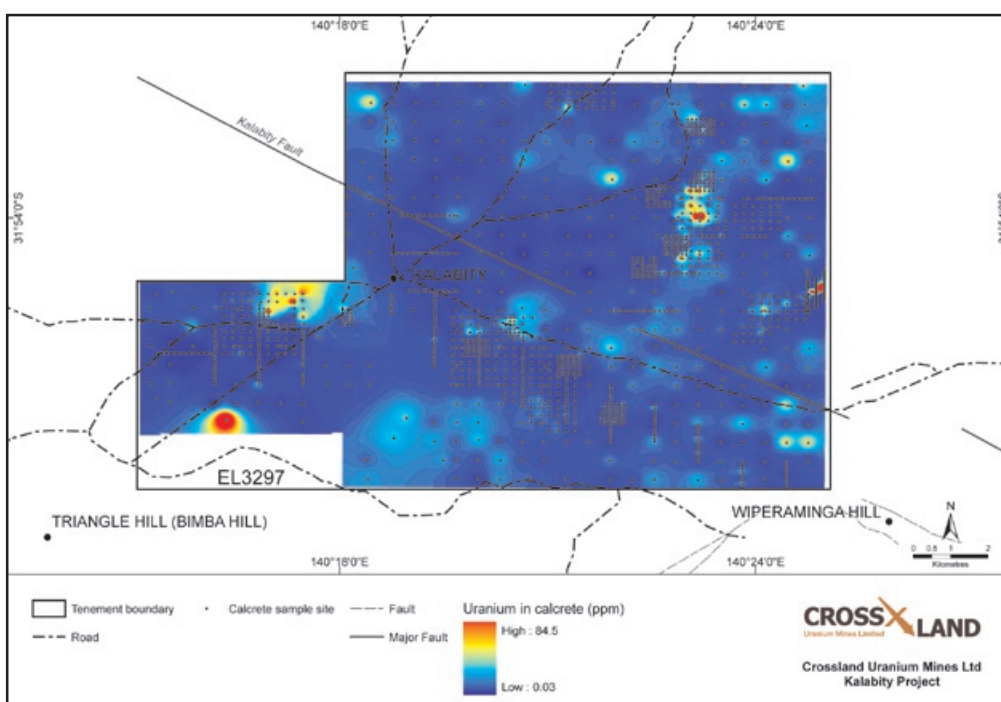 140°18'0"E
140°24'0"E
Kalabity Fault
31°54'0"S
KALABITY
EL3297
TRIANGLE HILL (BIMBA HILL)
WIPERAMINGA HILL
N
0 0.5 1 2
Kilometres
140°18'0"E
140°24'0"E
Tenement boundary
Calcrete sample site
Fault
Road
Major Fault
Uranium in calcrete (ppm)
High : 84.5
Low : 0.03
CROSS LAND
Uranium Mines Limited
Crossland Uranium Mines Ltd
Kalabity Project